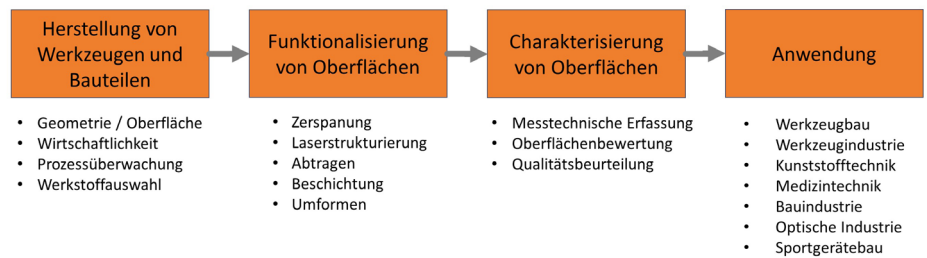 Herstellung von
Werkzeugen und
Bauteilen
Funktionalisierung
von Oberflächen
Charakterisierung
von Oberflächen
Anwendung
• Geometrie / Oberfläche
• Wirtschaftlichkeit
• Prozessüberwachung
• Werkstoffauswahl
• Zerspanung
• Laserstrukturierung
• Abtragen
• Beschichtung
• Umformen
• Messtechnische Erfassung
• Oberflächenbewertung
• Qualitätsbeurteilung
• Werkzeugbau
• Werkzeugindustrie
• Kunststofftechnik
• Medizintechnik
• Bauindustrie
• Optische Industrie
• Sportgerätebau